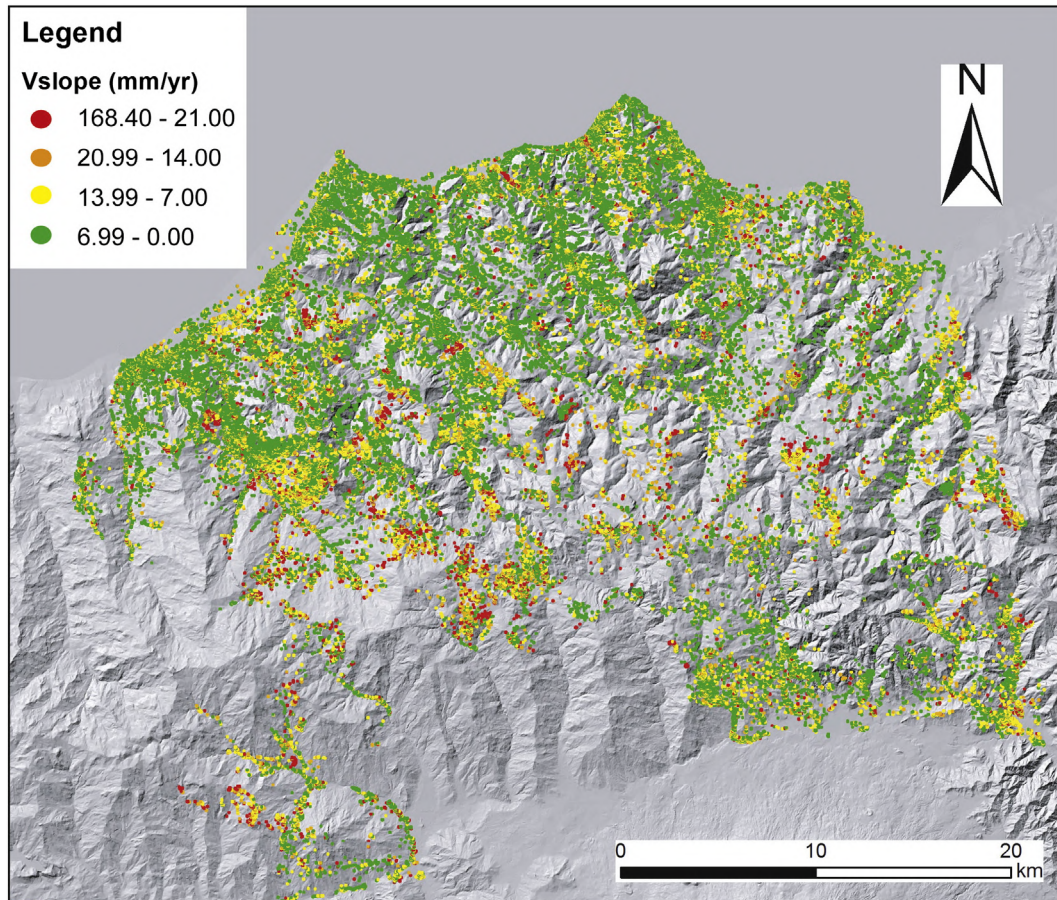 Legend
Vslope (mm/yr)
168.40 - 21.00
20.99 - 14.00
13.99 - 7.00
6.99 - 0.00
N
0 10 20
km